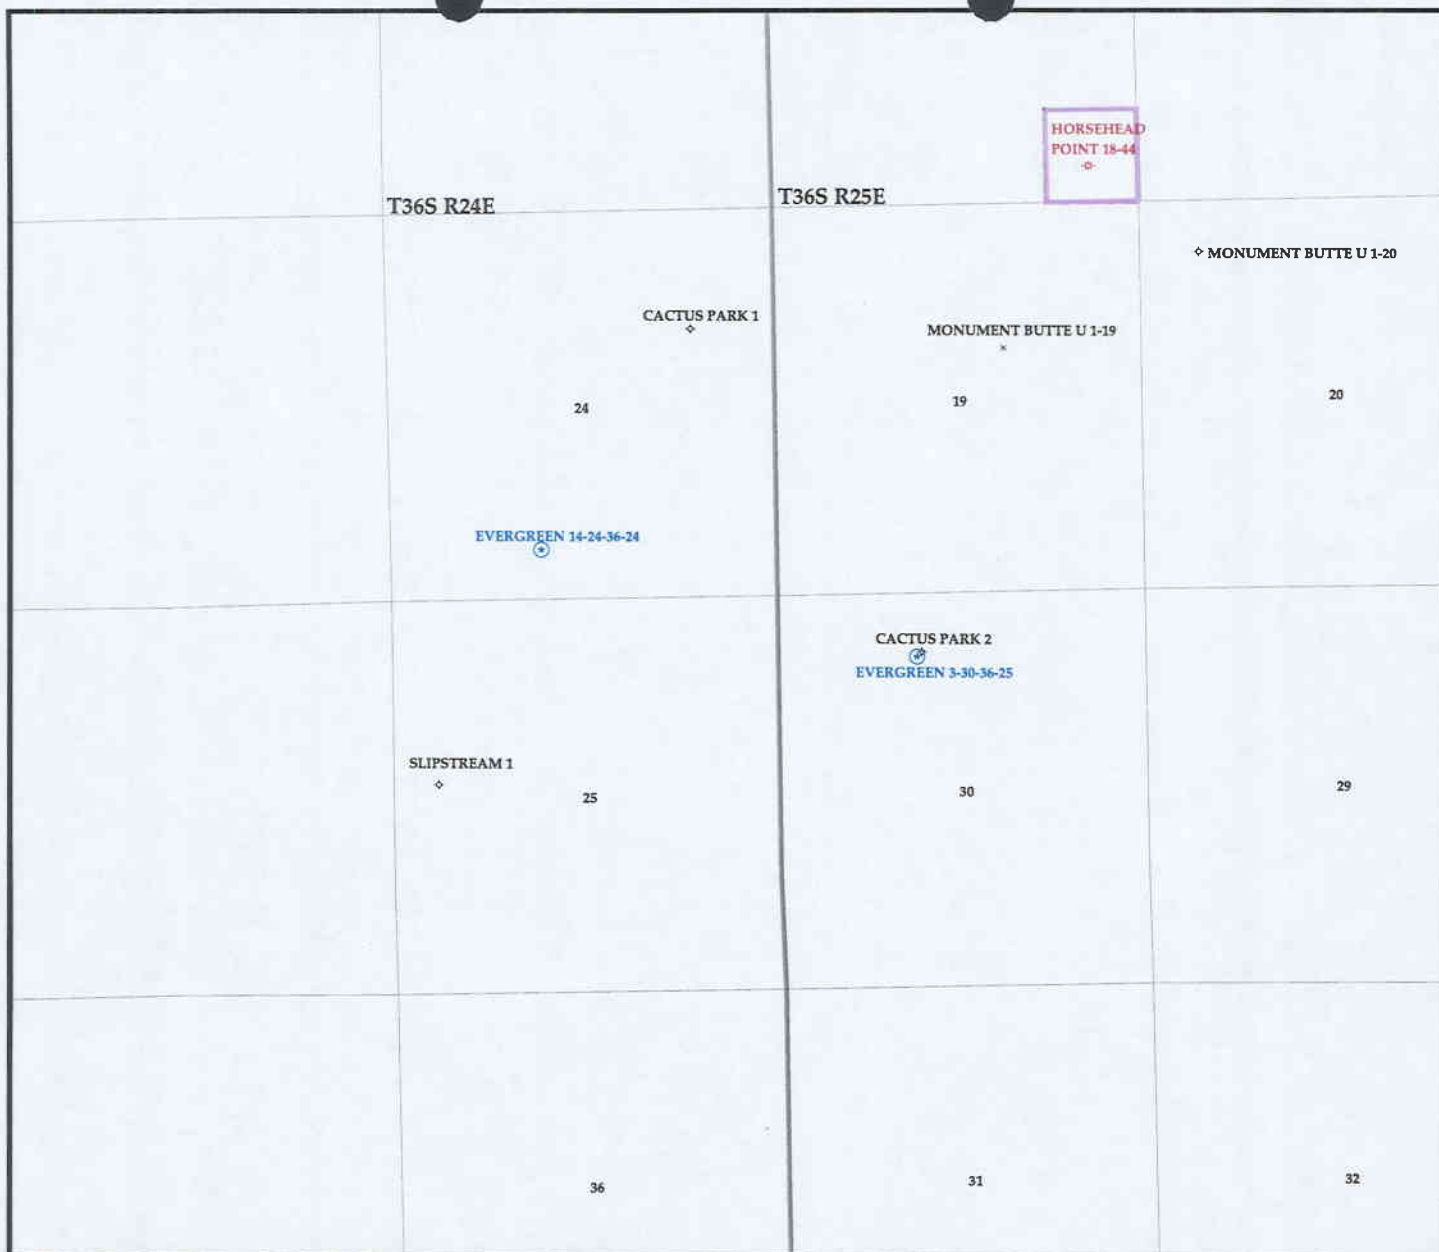 HORSEHEAD
POINT 18-44
T36S R24E
T36S R25E
MONUMENT BUTTE U 1-20
CACTUS PARK 1
MONUMENT BUTTE U 1-19
24
19
20
EVERGREEN 14-24-36-24
CACTUS PARK 2
EVERGREEN 3-30-36-25
SLIPSTREAM 1
25
30
29
36
31
32